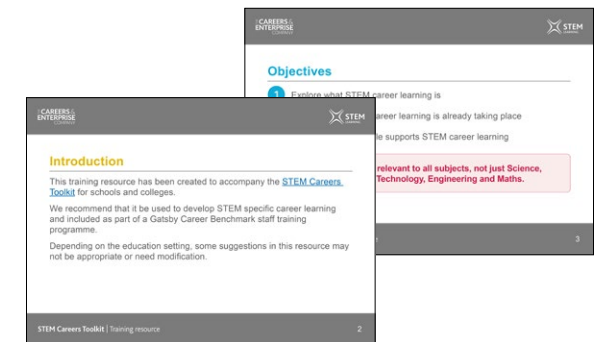 CAREERS &
ENTERPRISE
COMPANY
STEM
LEARNING
Objectives
1 Explore what STEM career learning is
career learning is already taking place
supports STEM career learning
relevant to all subjects, not just Science,
Technology, Engineering and Maths.
3
CAREERS &
ENTERPRISE
COMPANY
STEM
LEARNING
Introduction
This training resource has been created to accompany the STEM Careers
Toolkit for schools and colleges.
We recommend that it be used to develop STEM specific career learning
and included as part of a Gatsby Career Benchmark staff training
programme.
Depending on the education setting, some suggestions in this resource may
not be appropriate or need modification.
STEM Careers Toolkit | Training resource
2